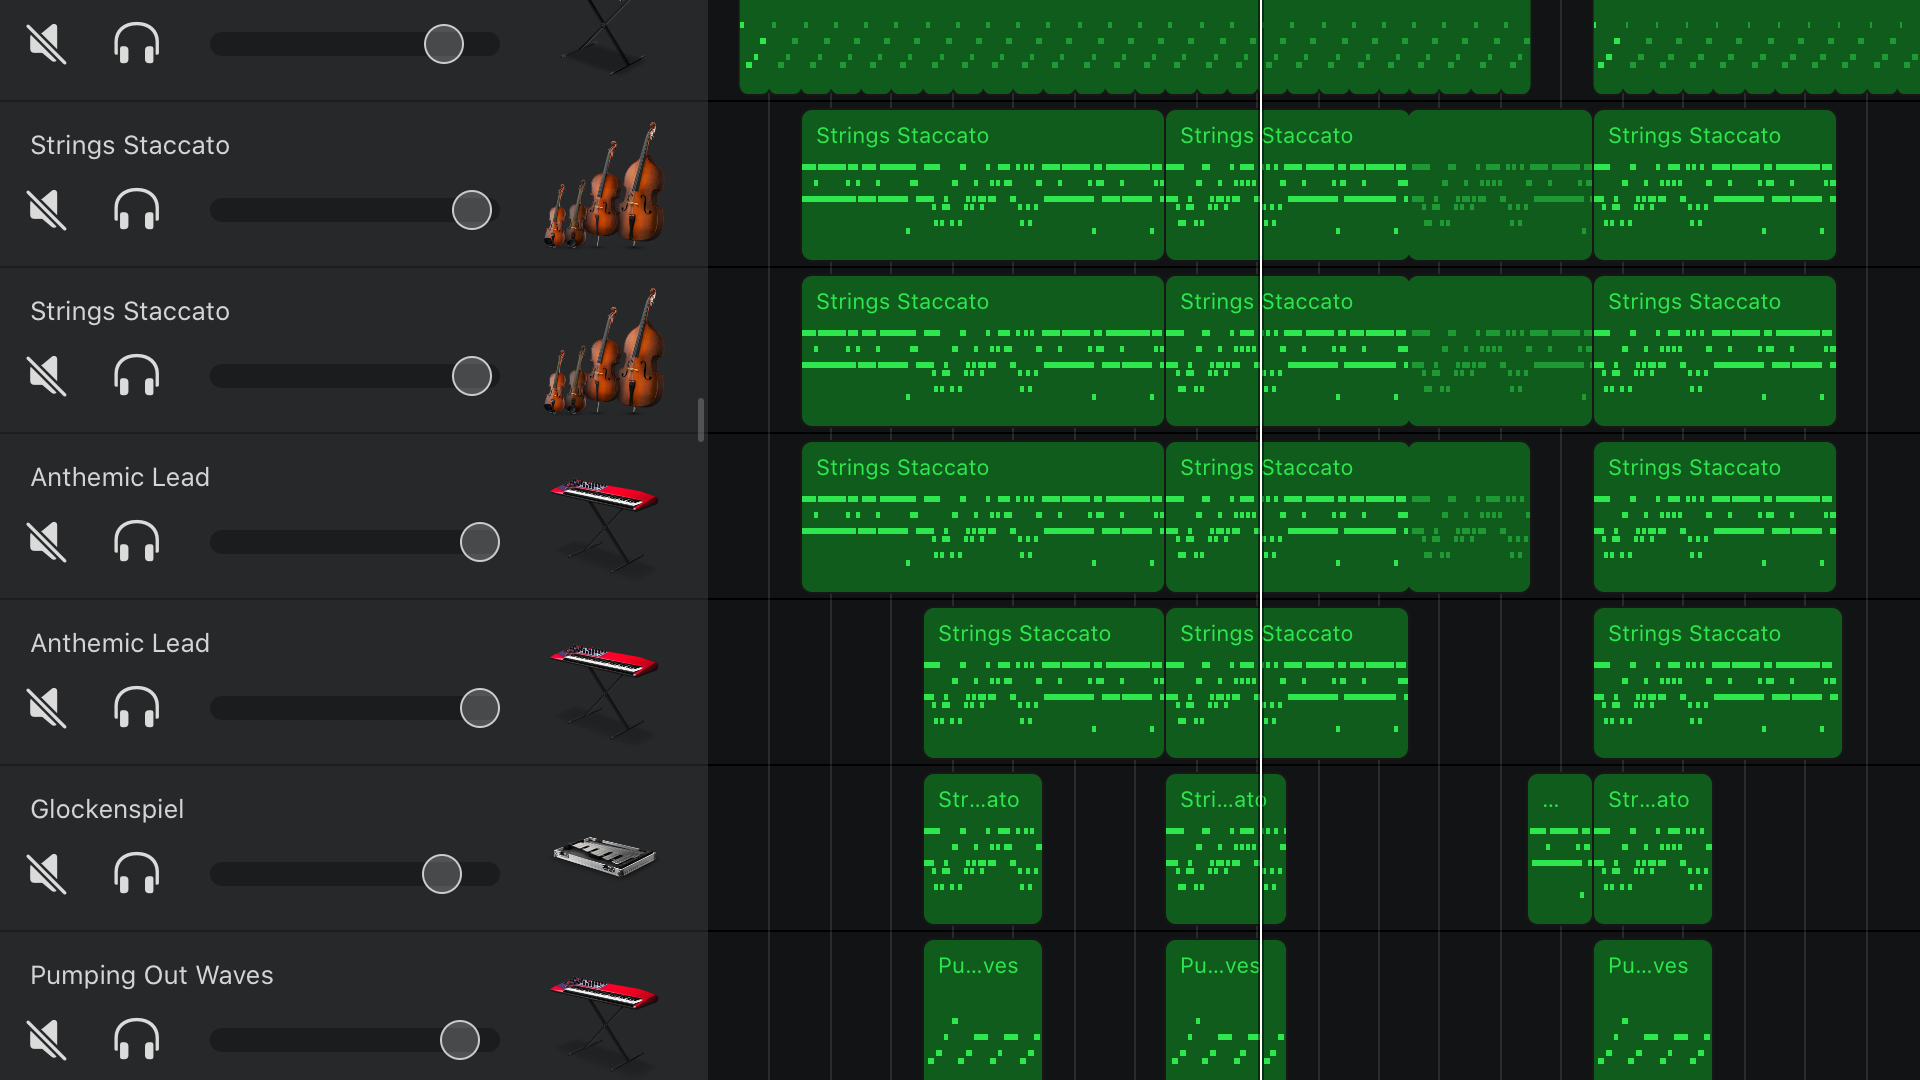 Strings Staccato
Strings Staccato Strings Staccato Strings Staccato
Strings Staccato
Strings Staccato Strings Staccato Strings Staccato
Anthemic Lead
Strings Staccato Strings Staccato Strings Staccato
Anthemic Lead
Strings Staccato Strings Staccato Strings Staccato
Glockenspiel
Str...ato Stri...ato ... Str...ato
Pumping Out Waves
Pu...ves Pu...ves Pu...ves